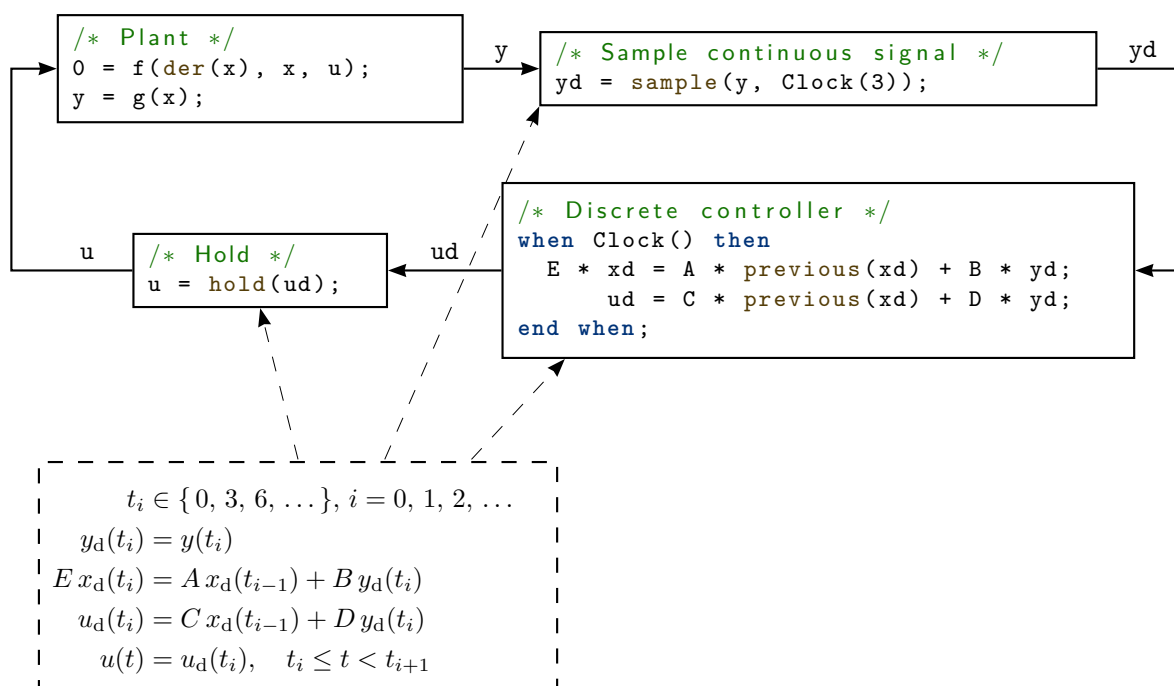 /* Plant */
0 = f(der(x), x, u);
y = g(x);
y
/* Sample continuous signal */
yd = sample(y, Clock(3));
yd
/* Discrete controller */
when Clock() then
E * xd = A * previous(xd) + B * yd;
ud = C * previous(xd) + D * yd;
end when;
ud
/* Hold */
u = hold(ud);
u
t_i ∈ { 0, 3, 6, … }, i = 0, 1, 2, …
y_d(t_i) = y(t_i)
E x_d(t_i) = A x_d(t_{i−1}) + B y_d(t_i)
u_d(t_i) = C x_d(t_{i−1}) + D y_d(t_i)
u(t) = u_d(t_i), t_i ≤ t < t_{i+1}